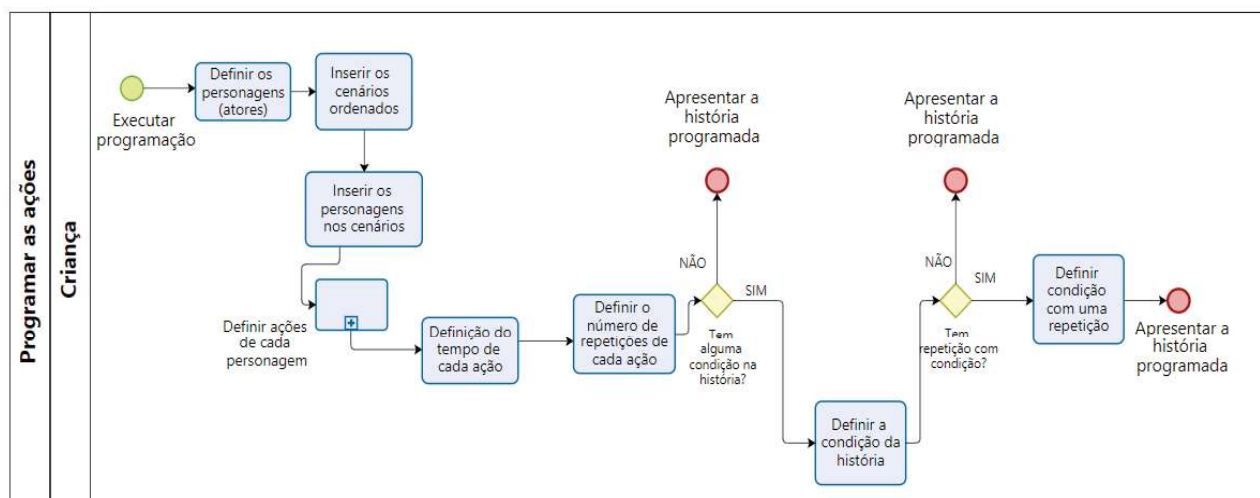 Programar as ações
Criança
Executar
programação
Definir os
personagens
(atores)
Inserir os
cenários
ordenados
Inserir os
personagens
nos cenários
Definir ações
de cada
personagem
Definição do
tempo de
cada ação
Definir o
número de
repetições de
cada ação
Tem
alguma
condição na
história?
NÃO
Apresentar a
história
programada
SIM
Definir a
condição da
história
Tem
repetição com
condição?
NÃO
Apresentar a
história
programada
SIM
Definir
condição
com uma
repetição
Apresentar a
história
programada